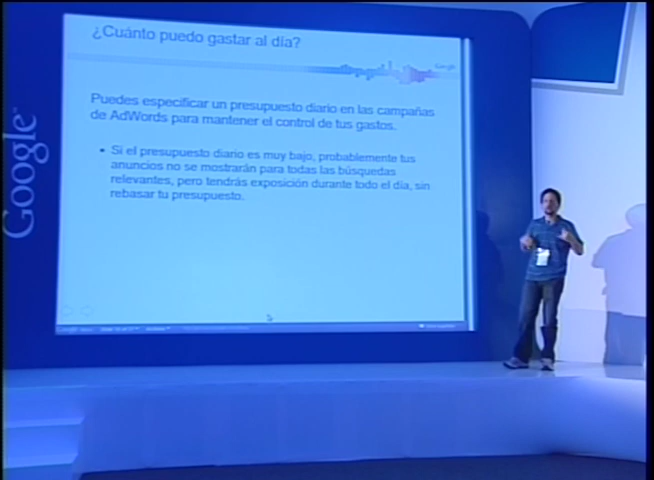 ¿Cuánto puedo gastar al día?
Google
Puedes especificar un presupuesto diario en las campañas
de AdWords para mantener el control de tus gastos.
• Si el presupuesto diario es muy bajo, probablemente tus
anuncios no se mostrarán para todas las búsquedas
relevantes, pero tendrás exposición durante todo el día, sin
rebasar tu presupuesto.
Google